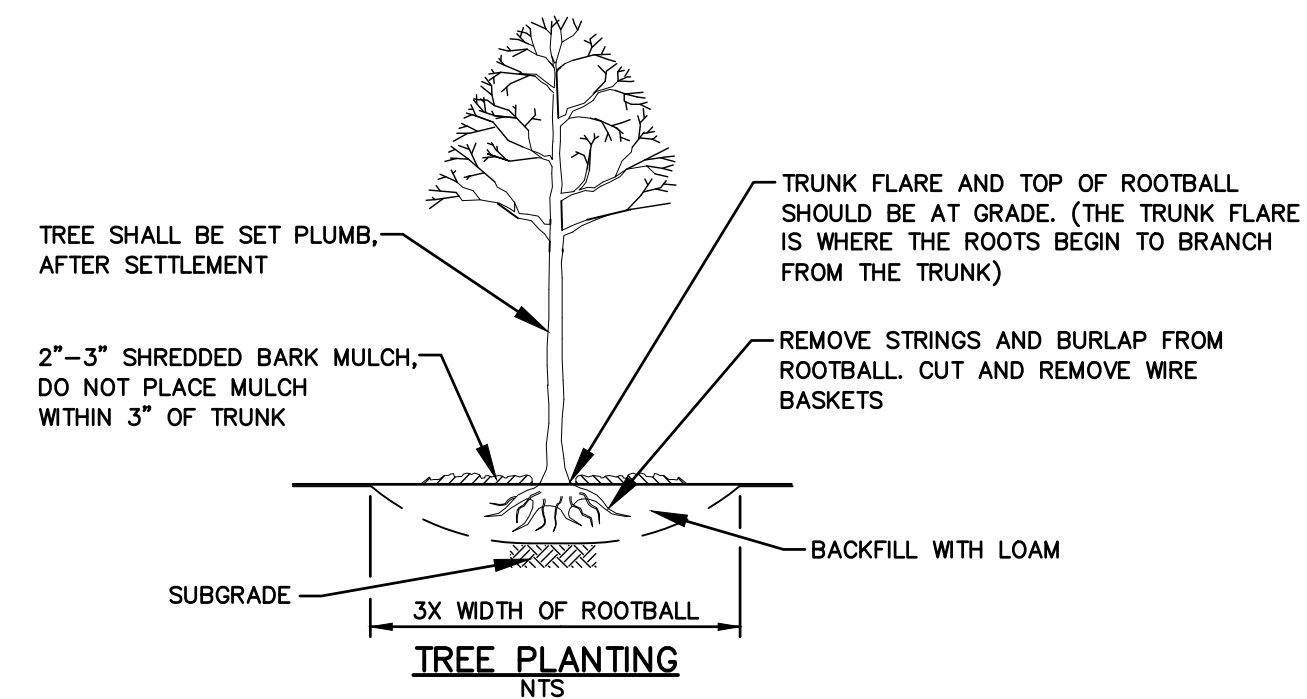 TREE SHALL BE SET PLUMB,
AFTER SETTLEMENT
2”–3” SHREDDED BARK MULCH,
DO NOT PLACE MULCH
WITHIN 3” OF TRUNK
SUBGRADE
TRUNK FLARE AND TOP OF ROOTBALL
SHOULD BE AT GRADE. (THE TRUNK FLARE
IS WHERE THE ROOTS BEGIN TO BRANCH
FROM THE TRUNK)
REMOVE STRINGS AND BURLAP FROM
ROOTBALL. CUT AND REMOVE WIRE
BASKETS
BACKFILL WITH LOAM
3X WIDTH OF ROOTBALL
TREE PLANTING
NTS